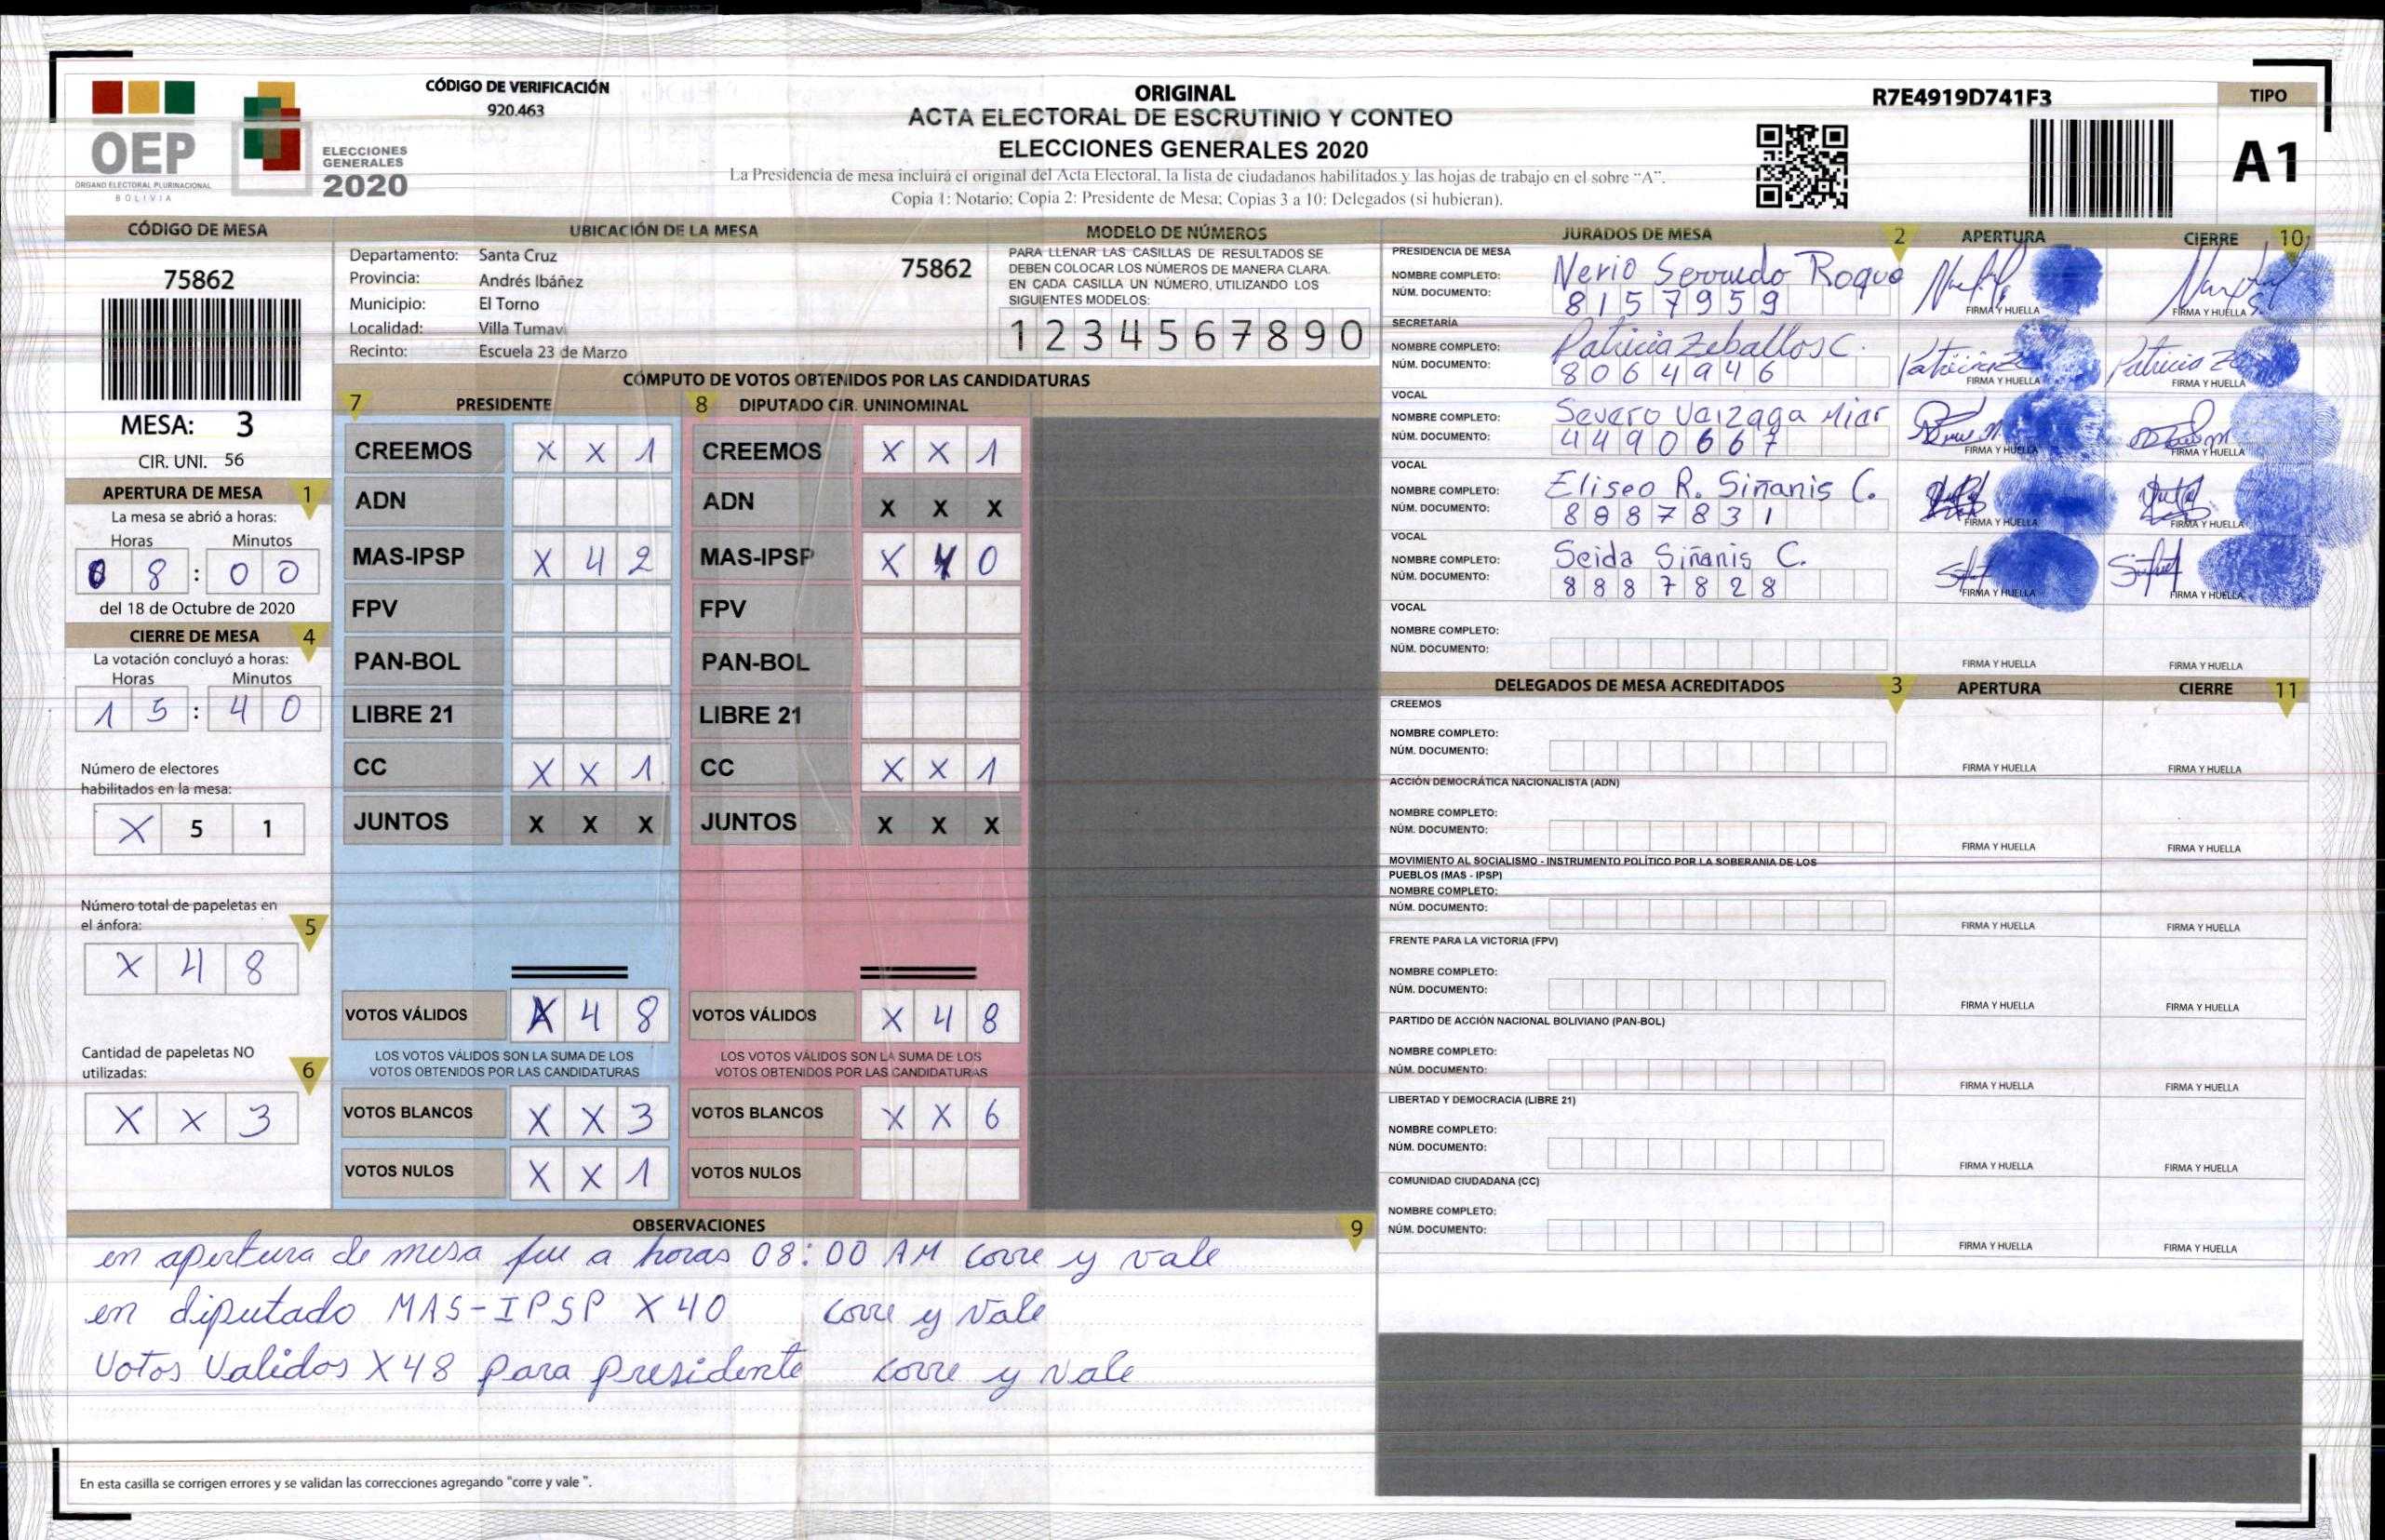 CÓDIGO DE VERIFICACIÓN
920.463
OEP
ÓRGANO ELECTORAL PLURINACIONAL
BOLIVIA
ELECCIONES
GENERALES
2020
ORIGINAL
ACTA ELECTORAL DE ESCRUTINIO Y CONTEO
ELECCIONES GENERALES 2020
La Presidencia de mesa incluirá el original del Acta Electoral, la lista de ciudadanos habilitados y las hojas de trabajo en el sobre “A”.
Copia 1: Notario; Copia 2: Presidente de Mesa; Copias 3 a 10: Delegados (si hubieran).
R7E4919D741F3
TIPO
A1
CÓDIGO DE MESA
75862
MESA: 3
CIR. UNI. 56
APERTURA DE MESA 1
La mesa se abrió a horas:
Horas Minutos
0 8 : 0 0
del 18 de Octubre de 2020
CIERRE DE MESA 4
La votación concluyó a horas:
Horas Minutos
1 5 : 4 0
Número de electores
habilitados en la mesa:
X 5 1
Número total de papeletas en
el ánfora: 5
X 4 8
Cantidad de papeletas NO
utilizadas: 6
X X 3
UBICACIÓN DE LA MESA
Departamento: Santa Cruz
Provincia: Andrés Ibáñez
Municipio: El Torno
Localidad: Villa Tumavi
Recinto: Escuela 23 de Marzo
75862
MODELO DE NÚMEROS
PARA LLENAR LAS CASILLAS DE RESULTADOS SE
DEBEN COLOCAR LOS NÚMEROS DE MANERA CLARA.
EN CADA CASILLA UN NÚMERO, UTILIZANDO LOS
SIGUIENTES MODELOS:
1 2 3 4 5 6 7 8 9 0
CÓMPUTO DE VOTOS OBTENIDOS POR LAS CANDIDATURAS
7 PRESIDENTE 8 DIPUTADO CIR. UNINOMINAL
CREEMOS X X 1 CREEMOS X X 1
ADN ADN X X X
MAS-IPSP X 4 2 MAS-IPSP X 4 0
FPV FPV
PAN-BOL PAN-BOL
LIBRE 21 LIBRE 21
CC X X 1 CC X X 1
JUNTOS X X X JUNTOS X X X
VOTOS VÁLIDOS X 4 8 VOTOS VÁLIDOS X 4 8
LOS VOTOS VÁLIDOS SON LA SUMA DE LOS LOS VOTOS VÁLIDOS SON LA SUMA DE LOS
VOTOS OBTENIDOS POR LAS CANDIDATURAS VOTOS OBTENIDOS POR LAS CANDIDATURAS
VOTOS BLANCOS X X 3 VOTOS BLANCOS X X 6
VOTOS NULOS X X 1 VOTOS NULOS
OBSERVACIONES 9
en apertura de mesa fue a horas 08:00 AM corre y vale
en diputado MAS-IPSP X 40 corre y vale
Votos Validos X48 para presidente corre y vale
En esta casilla se corrigen errores y se validan las correcciones agregando "corre y vale ".
JURADOS DE MESA 2 APERTURA CIERRE 10
PRESIDENCIA DE MESA
NOMBRE COMPLETO: Nerio Serrudo Roque
NÚM. DOCUMENTO: 8157959
FIRMA Y HUELLA FIRMA Y HUELLA
SECRETARÍA
NOMBRE COMPLETO: Patricia Zeballos C.
NÚM. DOCUMENTO: 8064946
FIRMA Y HUELLA FIRMA Y HUELLA
VOCAL
NOMBRE COMPLETO: Severo
NÚM. DOCUMENTO: 4490667
FIRMA Y HUELLA FIRMA Y HUELLA
VOCAL
NOMBRE COMPLETO: Eliseo R. Siñanis C.
NÚM. DOCUMENTO: 8887831
FIRMA Y HUELLA FIRMA Y HUELLA
VOCAL
NOMBRE COMPLETO: Seida Siñanis C.
NÚM. DOCUMENTO: 8887828
FIRMA Y HUELLA FIRMA Y HUELLA
VOCAL
NOMBRE COMPLETO:
NÚM. DOCUMENTO:
FIRMA Y HUELLA FIRMA Y HUELLA
DELEGADOS DE MESA ACREDITADOS 3 APERTURA CIERRE 11
CREEMOS
NOMBRE COMPLETO:
NÚM. DOCUMENTO:
FIRMA Y HUELLA FIRMA Y HUELLA
ACCIÓN DEMOCRÁTICA NACIONALISTA (ADN)
NOMBRE COMPLETO:
NÚM. DOCUMENTO:
FIRMA Y HUELLA FIRMA Y HUELLA
MOVIMIENTO AL SOCIALISMO - INSTRUMENTO POLÍTICO POR LA SOBERANIA DE LOS
PUEBLOS (MAS - IPSP)
NOMBRE COMPLETO:
NÚM. DOCUMENTO:
FIRMA Y HUELLA FIRMA Y HUELLA
FRENTE PARA LA VICTORIA (FPV)
NOMBRE COMPLETO:
NÚM. DOCUMENTO:
FIRMA Y HUELLA FIRMA Y HUELLA
PARTIDO DE ACCIÓN NACIONAL BOLIVIANO (PAN-BOL)
NOMBRE COMPLETO:
NÚM. DOCUMENTO:
FIRMA Y HUELLA FIRMA Y HUELLA
LIBERTAD Y DEMOCRACIA (LIBRE 21)
NOMBRE COMPLETO:
NÚM. DOCUMENTO:
FIRMA Y HUELLA FIRMA Y HUELLA
COMUNIDAD CIUDADANA (CC)
NOMBRE COMPLETO:
NÚM. DOCUMENTO:
FIRMA Y HUELLA FIRMA Y HUELLA